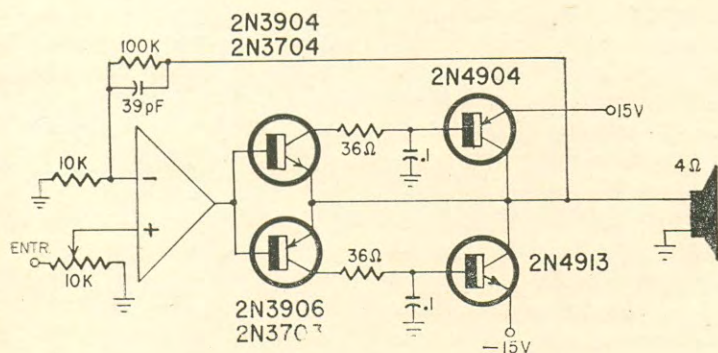 2N3904
2N3704
100K
39pF
2N4904
15V
36Ω
.1
10K
4Ω
ENTR.
10K
36Ω
.1
2N4913
2N3906
−15V